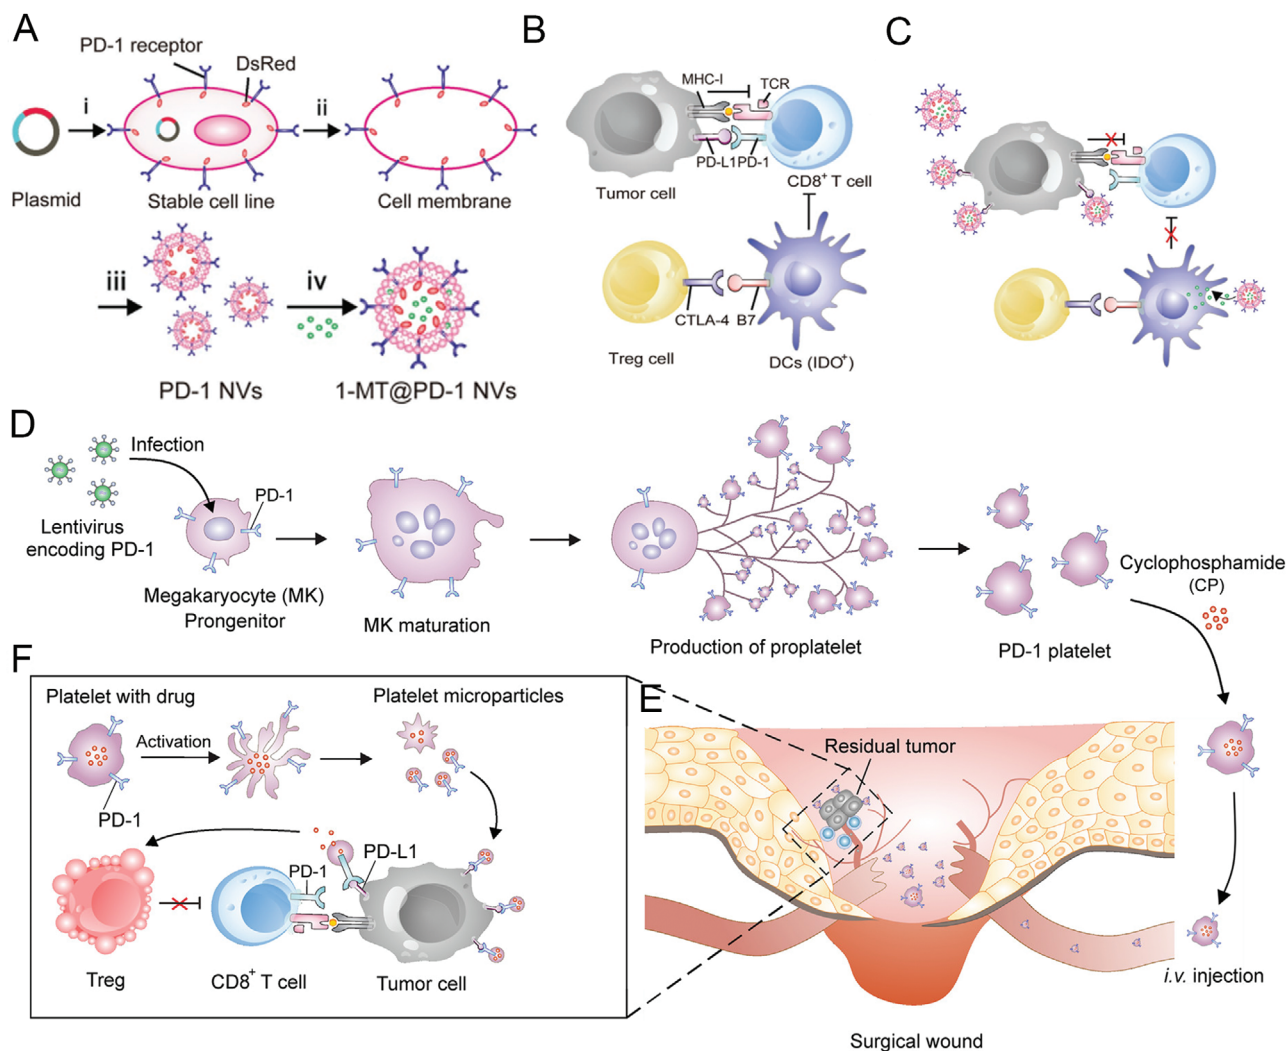 A
PD-1 receptor
DsRed
i
ii
Plasmid
Stable cell line
Cell membrane
iii
iv
PD-1 NVs
1-MT@PD-1 NVs
B
MHC-I
TCR
PD-L1
PD-1
Tumor cell
CD8⁺ T cell
CTLA-4
B7
Treg cell
DCs (IDO⁺)
C
D
Infection
PD-1
Lentivirus
encoding PD-1
Megakaryocyte (MK)
Prongenitor
MK maturation
Production of proplatelet
PD-1 platelet
Cyclophosphamide
(CP)
F
Platelet with drug
Activation
Platelet microparticles
PD-1
PD-1
PD-L1
Treg
CD8⁺ T cell
Tumor cell
E
Residual tumor
i.v. injection
Surgical wound